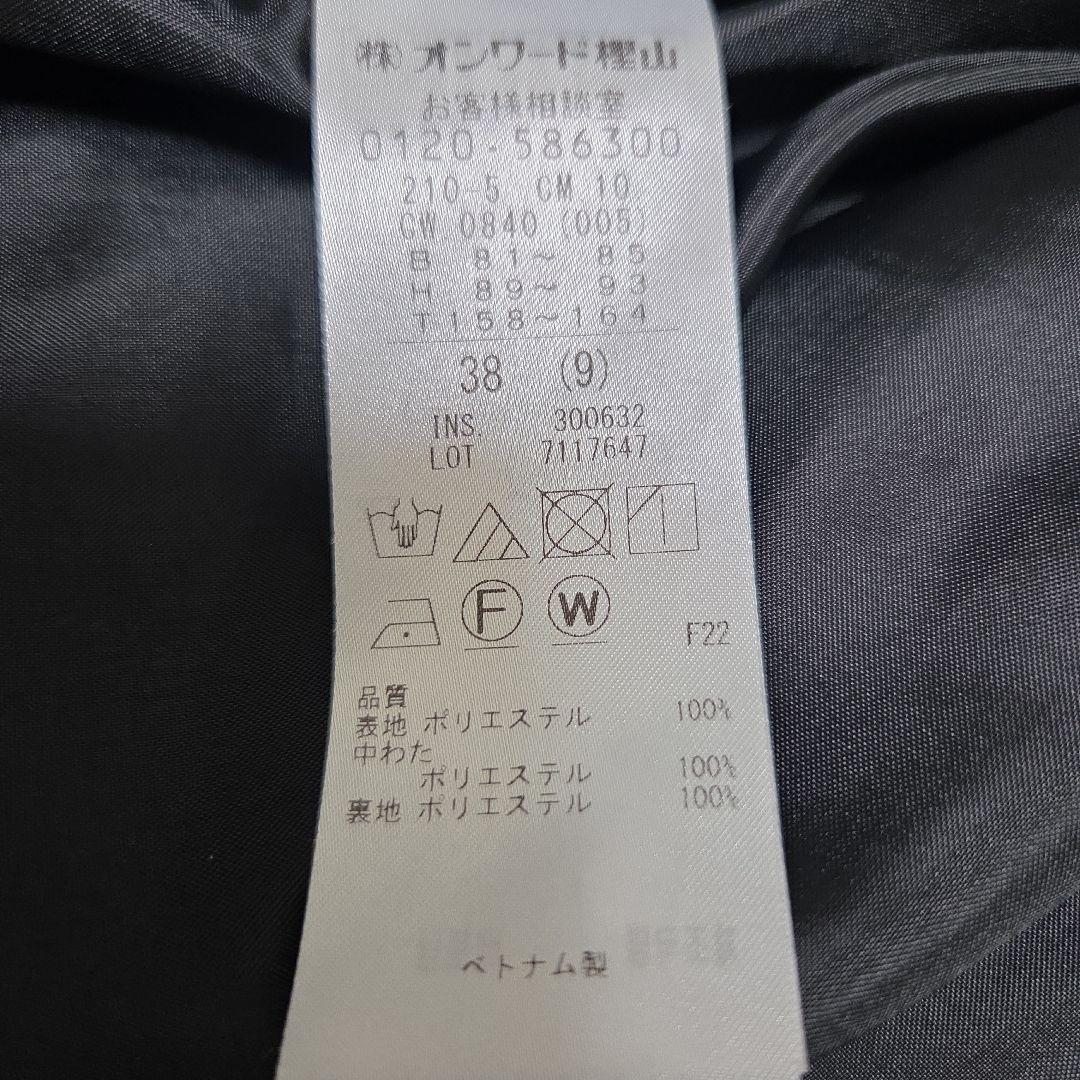 (株)オンワード樫山
お客様相談室
0120-586300
210-5 CM 10
CW 0840 (005)
B 81~ 85
H 89~ 93
T158~164
38 (9)
INS. 300632
LOT 7117647
F W
F22
品質
表地 ポリエステル 100%
中わた
ポリエステル 100%
裏地 ポリエステル 100%
ベトナム製